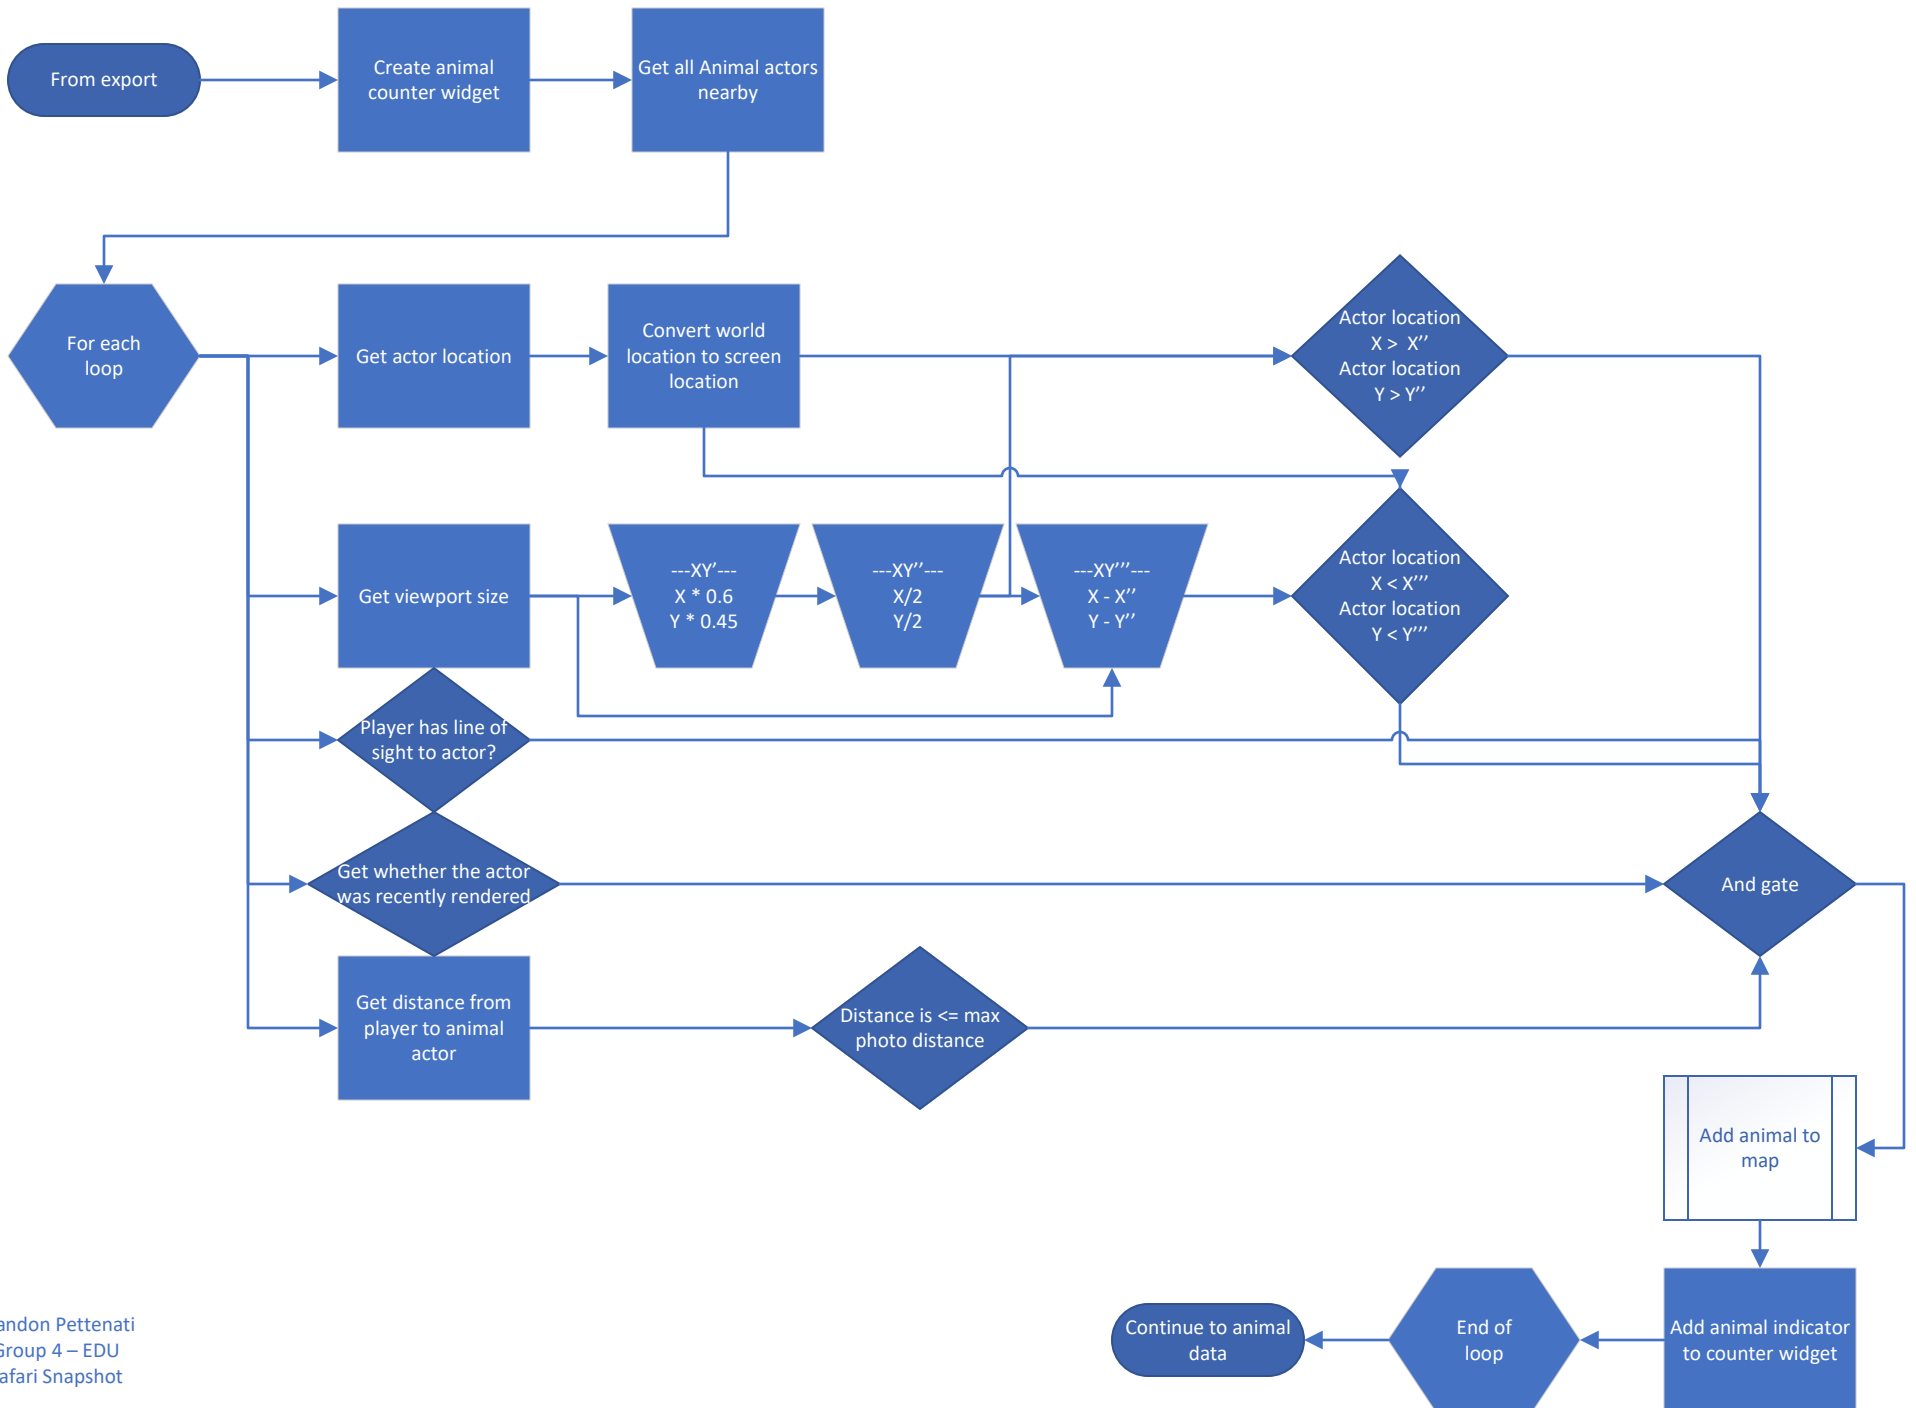 From export
Create animal
counter widget
Get all Animal actors
nearby
For each
loop
Get actor location
Convert world
location to screen
location
Actor location
X > X''
Actor location
Y > Y''
Get viewport size
---XY'---
X * 0.6
Y * 0.45
---XY''---
X/2
Y/2
---XY'''---
X - X''
Y - Y''
Actor location
X < X'''
Actor location
Y < Y'''
Player has line of
sight to actor?
Get whether the actor
was recently rendered
And gate
Get distance from
player to animal
actor
Distance is <= max
photo distance
Add animal to
map
Add animal indicator
to counter widget
End of
loop
Continue to animal
data
Pettenati
4 – EDU
Snapshot